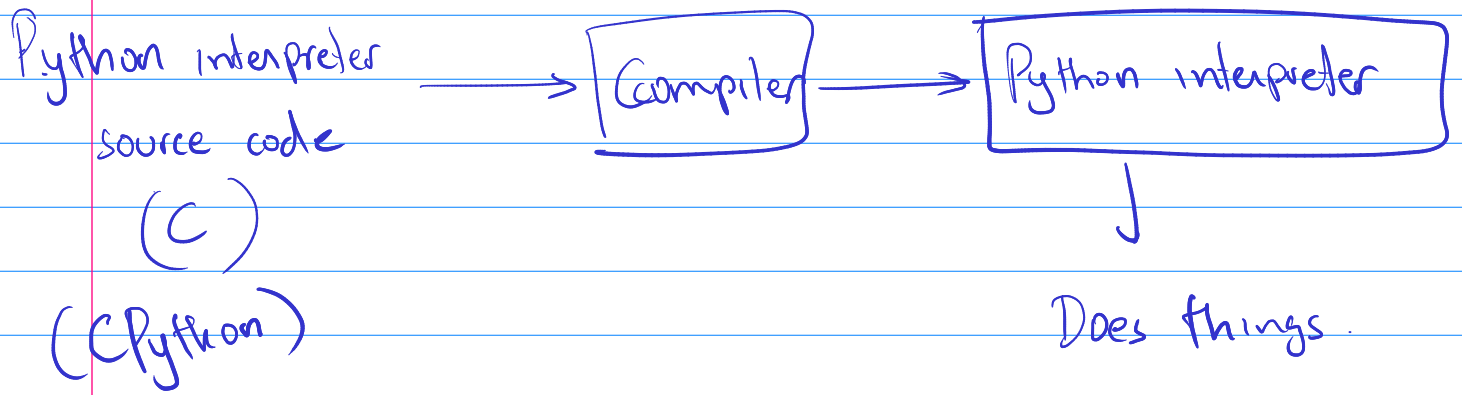 Python interpreter
source code
(C)
(CPython)
C compiler
Python interpreter
Does things.